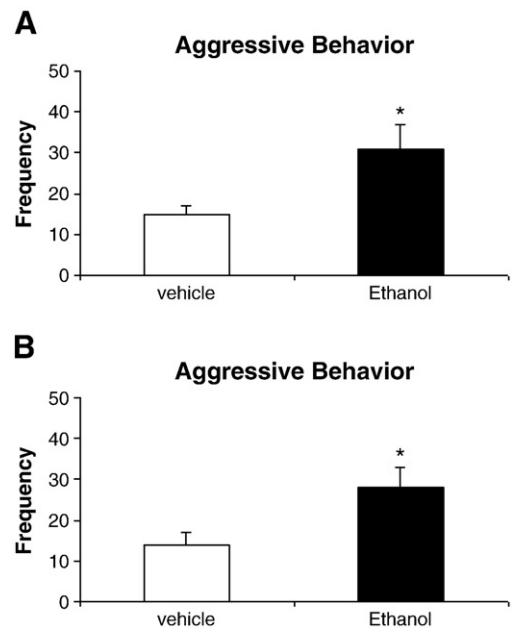 A
Aggressive Behavior
50
40
30
20
10
0
Frequency
*
vehicle
Ethanol
B
Aggressive Behavior
50
40
30
20
10
0
Frequency
*
vehicle
Ethanol